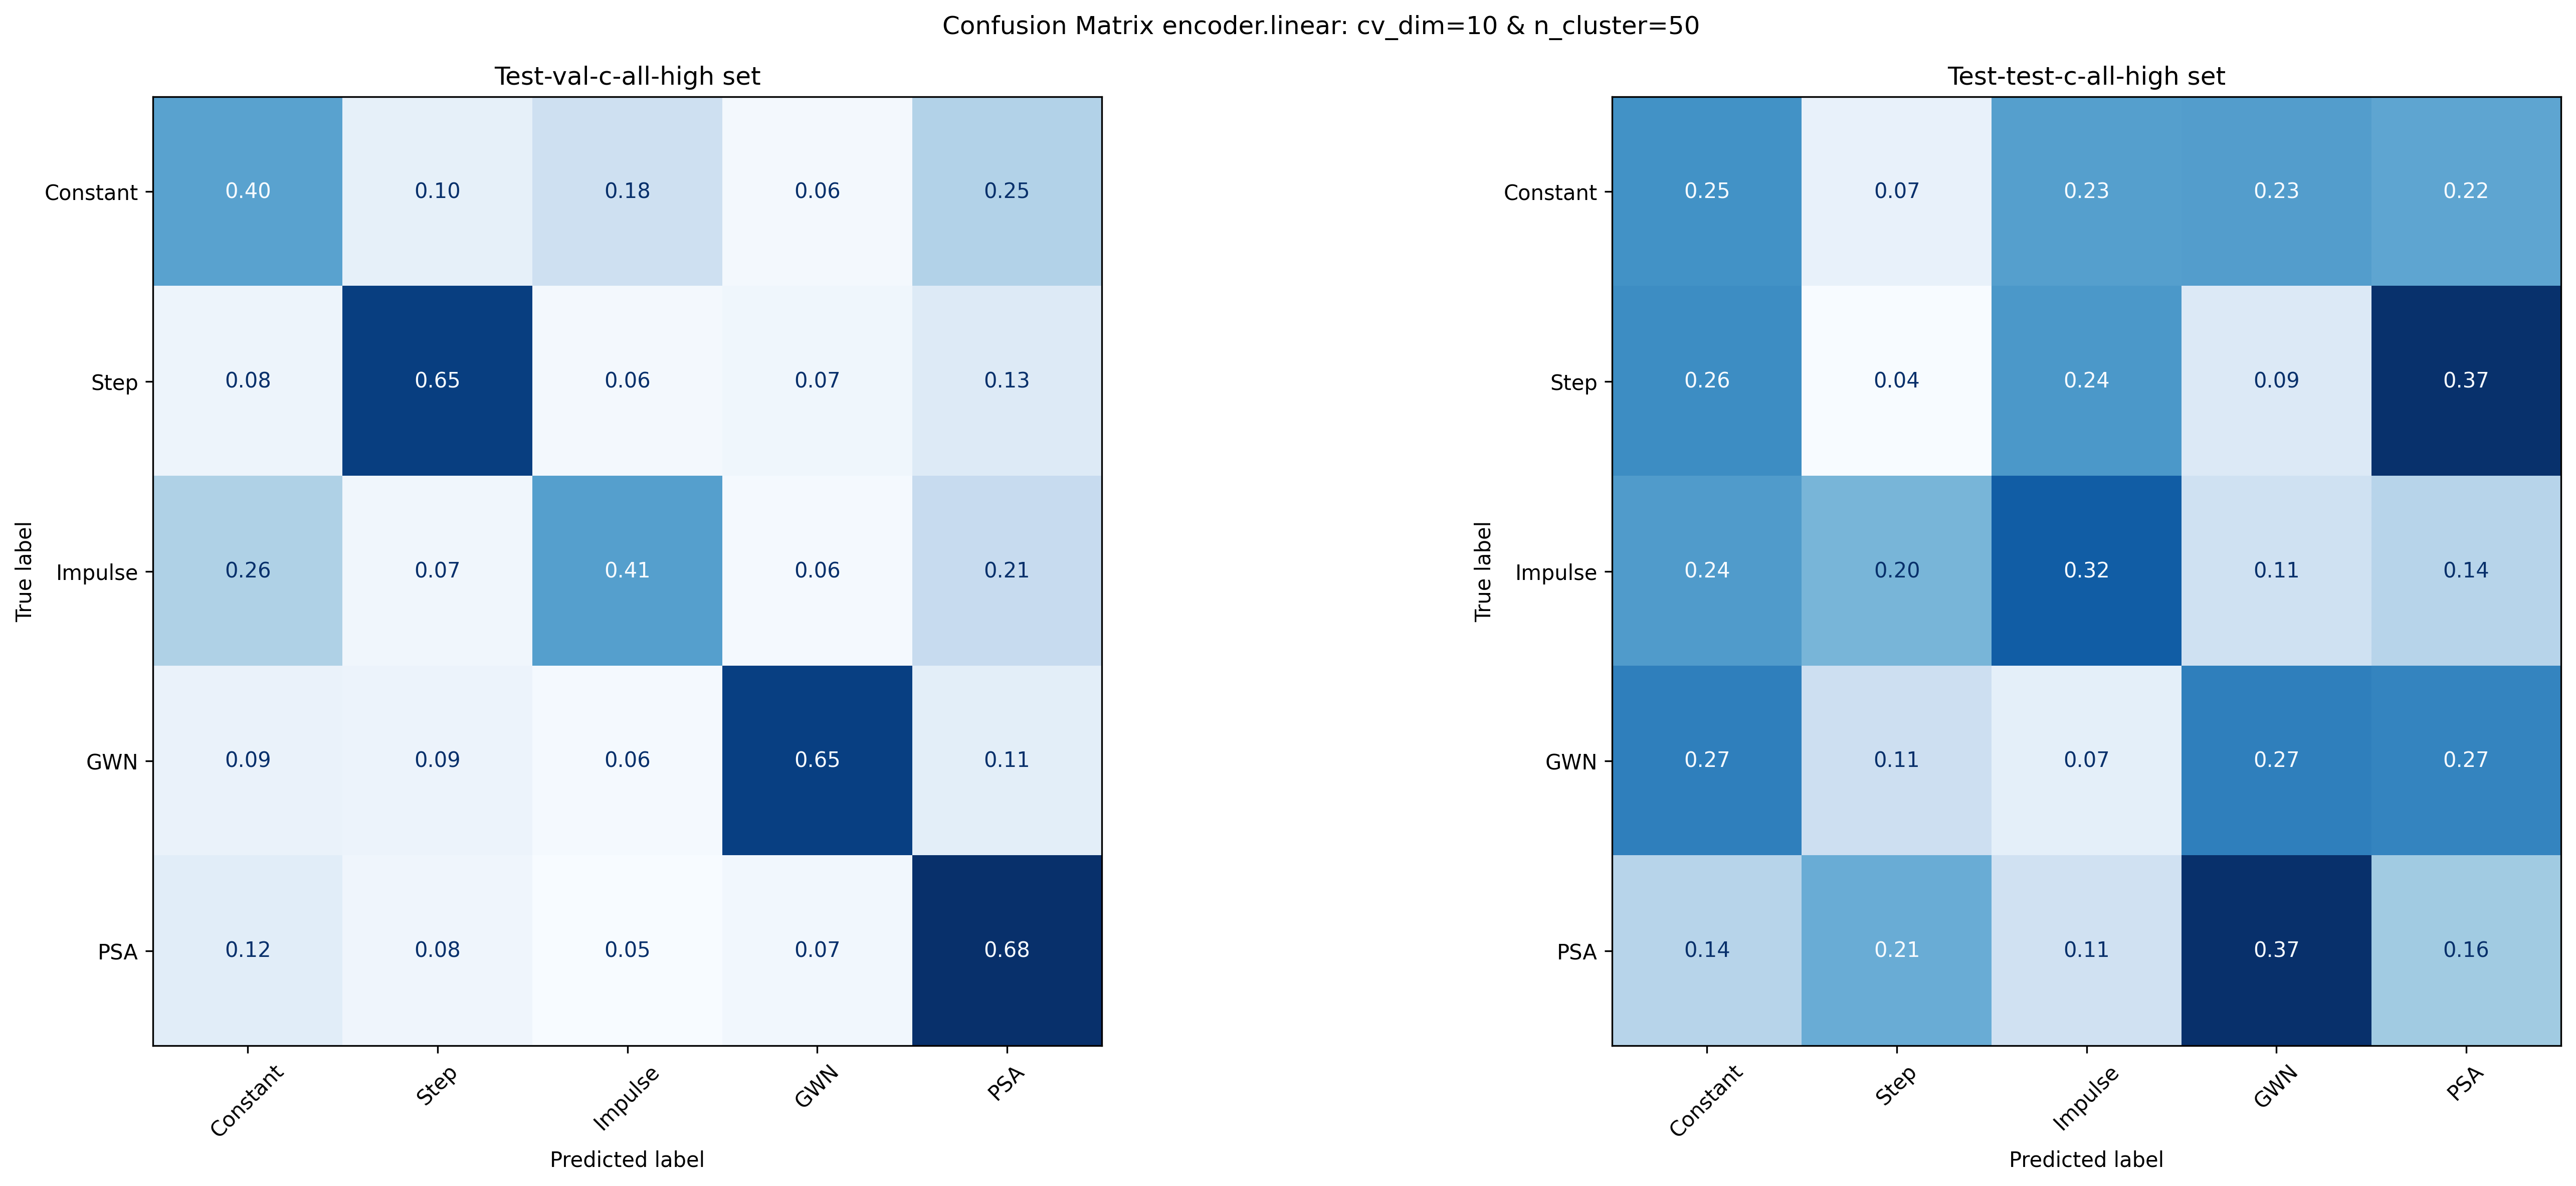 Confusion Matrix encoder.linear: cv_dim=10 & n_cluster=50
Test-val-c-all-high set
True label
Constant 0.40 0.10 0.18 0.06 0.25
Step 0.08 0.65 0.06 0.07 0.13
Impulse 0.26 0.07 0.41 0.06 0.21
GWN 0.09 0.09 0.06 0.65 0.11
PSA 0.12 0.08 0.05 0.07 0.68
Constant Step Impulse GWN PSA
Predicted label
Test-test-c-all-high set
True label
Constant 0.25 0.07 0.23 0.23 0.22
Step 0.26 0.04 0.24 0.09 0.37
Impulse 0.24 0.20 0.32 0.11 0.14
GWN 0.27 0.11 0.07 0.27 0.27
PSA 0.14 0.21 0.11 0.37 0.16
Constant Step Impulse GWN PSA
Predicted label